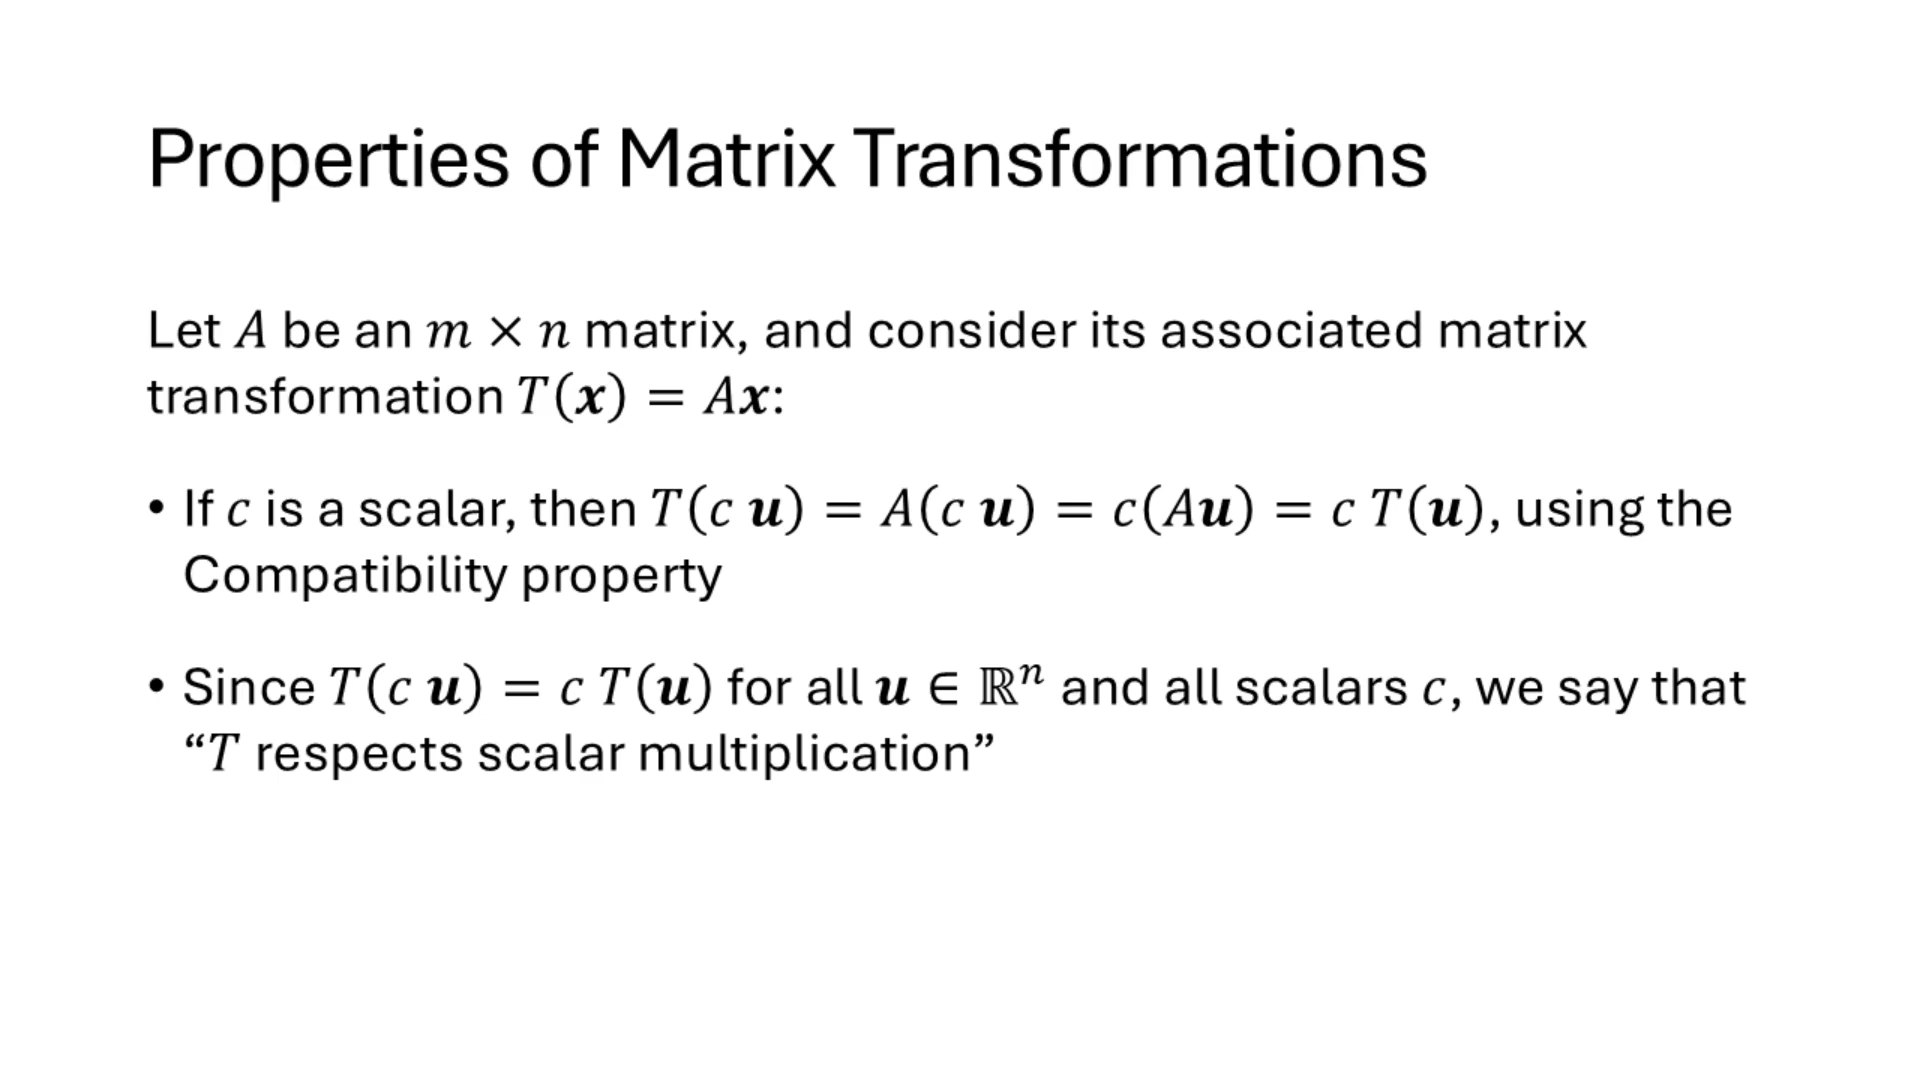 Properties of Matrix Transformations
Let A be an m × n matrix, and consider its associated matrix
transformation T(x) = Ax:
• If c is a scalar, then T(c u) = A(c u) = c(Au) = c T(u), using the
Compatibility property
• Since T(c u) = c T(u) for all u ∈ ℝⁿ and all scalars c, we say that
“T respects scalar multiplication”